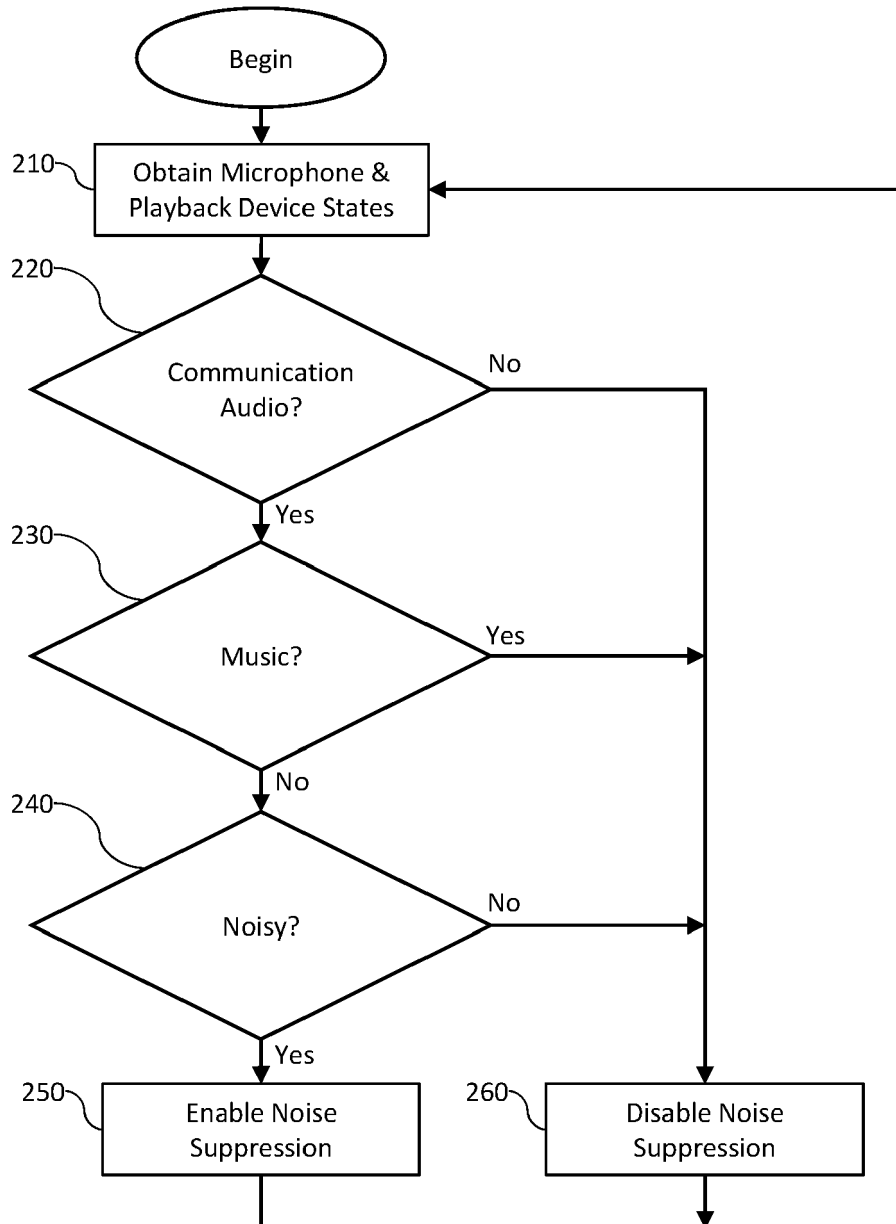 Begin
210
Obtain Microphone &
Playback Device States
220
Communication
Audio?
No
Yes
230
Music?
Yes
No
240
Noisy?
No
Yes
250
Enable Noise
Suppression
260
Disable Noise
Suppression